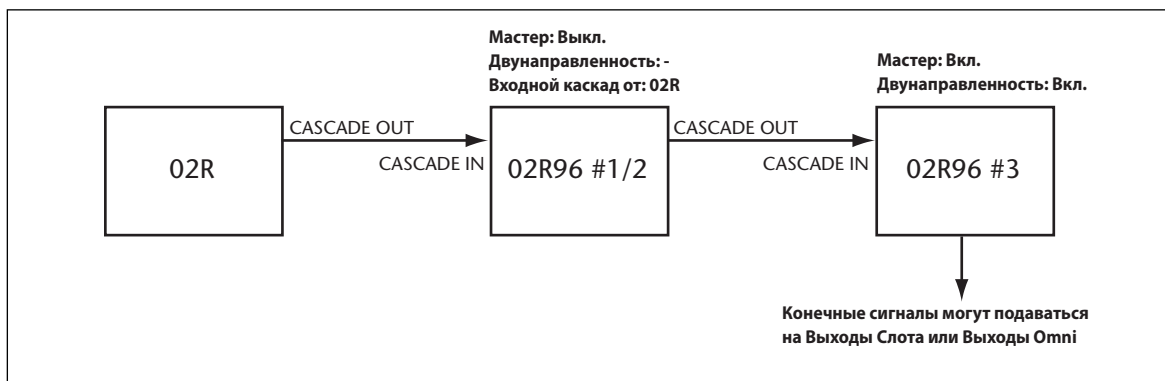 Мастер: Выкл.
Двунаправленность: -
Входной каскад от: 02R
Мастер: Вкл.
Двунаправленность: Вкл.
02R
CASCADE OUT
CASCADE IN
02R96 #1/2
CASCADE OUT
CASCADE IN
02R96 #3
Конечные сигналы могут подаваться
на Выходы Слота или Выходы Omni